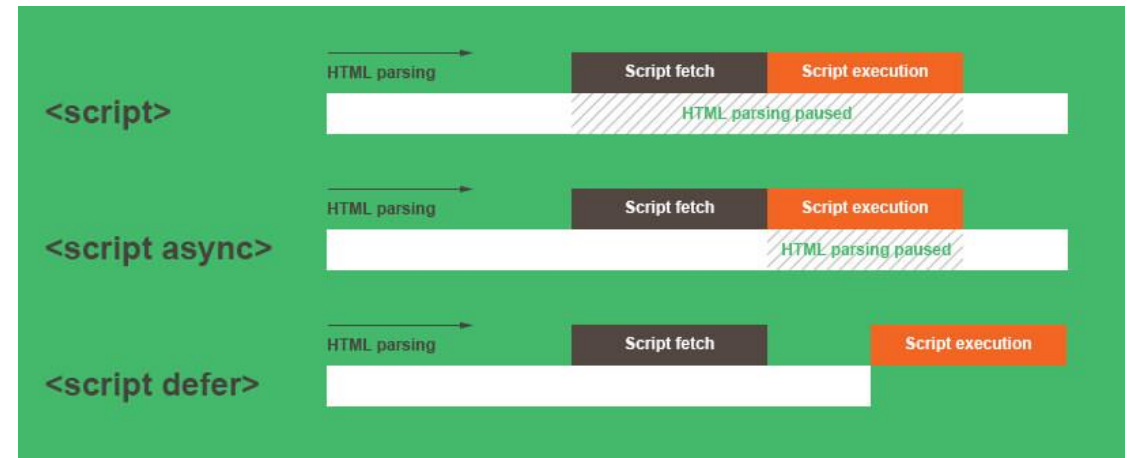 HTML parsing
Script fetch
Script execution
<script>
HTML parsing paused
HTML parsing
Script fetch
Script execution
<script async>
HTML parsing paused
HTML parsing
Script fetch
Script execution
<script defer>